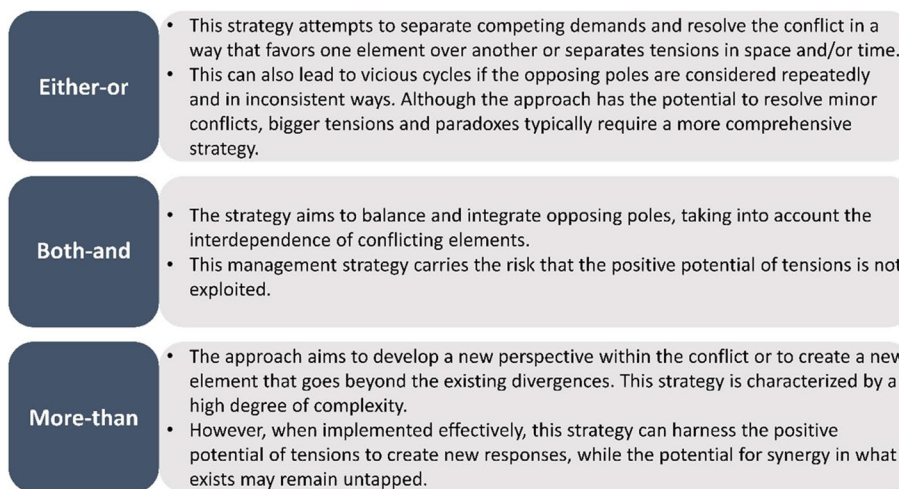 Either-or
• This strategy attempts to separate competing demands and resolve the conflict in a
way that favors one element over another or separates tensions in space and/or time.
• This can also lead to vicious cycles if the opposing poles are considered repeatedly
and in inconsistent ways. Although the approach has the potential to resolve minor
conflicts, bigger tensions and paradoxes typically require a more comprehensive
strategy.
Both-and
• The strategy aims to balance and integrate opposing poles, taking into account the
interdependence of conflicting elements.
• This management strategy carries the risk that the positive potential of tensions is not
exploited.
More-than
• The approach aims to develop a new perspective within the conflict or to create a new
element that goes beyond the existing divergences. This strategy is characterized by a
high degree of complexity.
• However, when implemented effectively, this strategy can harness the positive
potential of tensions to create new responses, while the potential for synergy in what
exists may remain untapped.